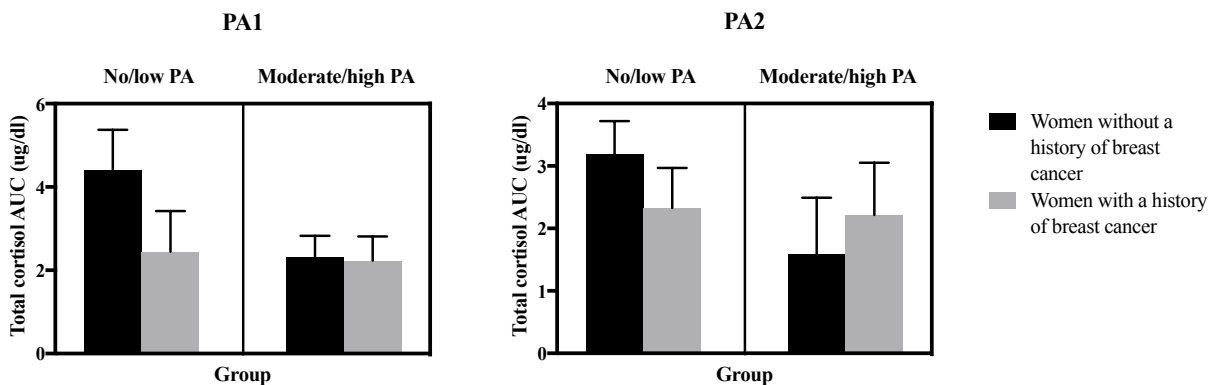 PA1
No/low PA
Moderate/high PA
Total cortisol AUC (ug/dl)
6
4
2
0
Group
PA2
No/low PA
Moderate/high PA
Total cortisol AUC (ug/dl)
4
3
2
1
0
Group
Women without a
history of breast
cancer
Women with a history
of breast cancer